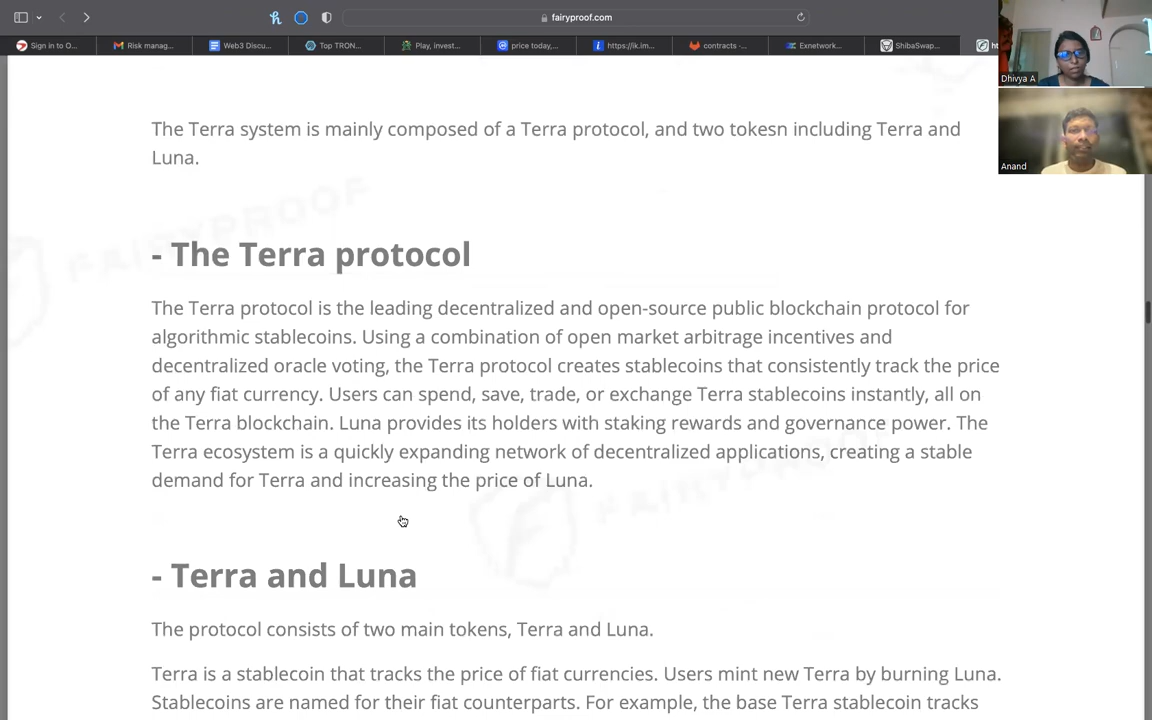 fairyproof.com
Sign in to O...
Risk manag...
Web3 Discu...
Top TRON...
Play, invest...
price today,...
https://ik.im...
contracts -...
Exnetwork...
ShibaSwap...
ht
Dhivya A
Anand
The Terra system is mainly composed of a Terra protocol, and two tokesn including Terra and
Luna.
FAIRYPROOF
- The Terra protocol
The Terra protocol is the leading decentralized and open-source public blockchain protocol for
algorithmic stablecoins. Using a combination of open market arbitrage incentives and
decentralized oracle voting, the Terra protocol creates stablecoins that consistently track the price
of any fiat currency. Users can spend, save, trade, or exchange Terra stablecoins instantly, all on
the Terra blockchain. Luna provides its holders with staking rewards and governance power. The
Terra ecosystem is a quickly expanding network of decentralized applications, creating a stable
demand for Terra and increasing the price of Luna.
FAIRYPROOF
- Terra and Luna
The protocol consists of two main tokens, Terra and Luna.
Terra is a stablecoin that tracks the price of fiat currencies. Users mint new Terra by burning Luna.
Stablecoins are named for their fiat counterparts. For example, the base Terra stablecoin tracks